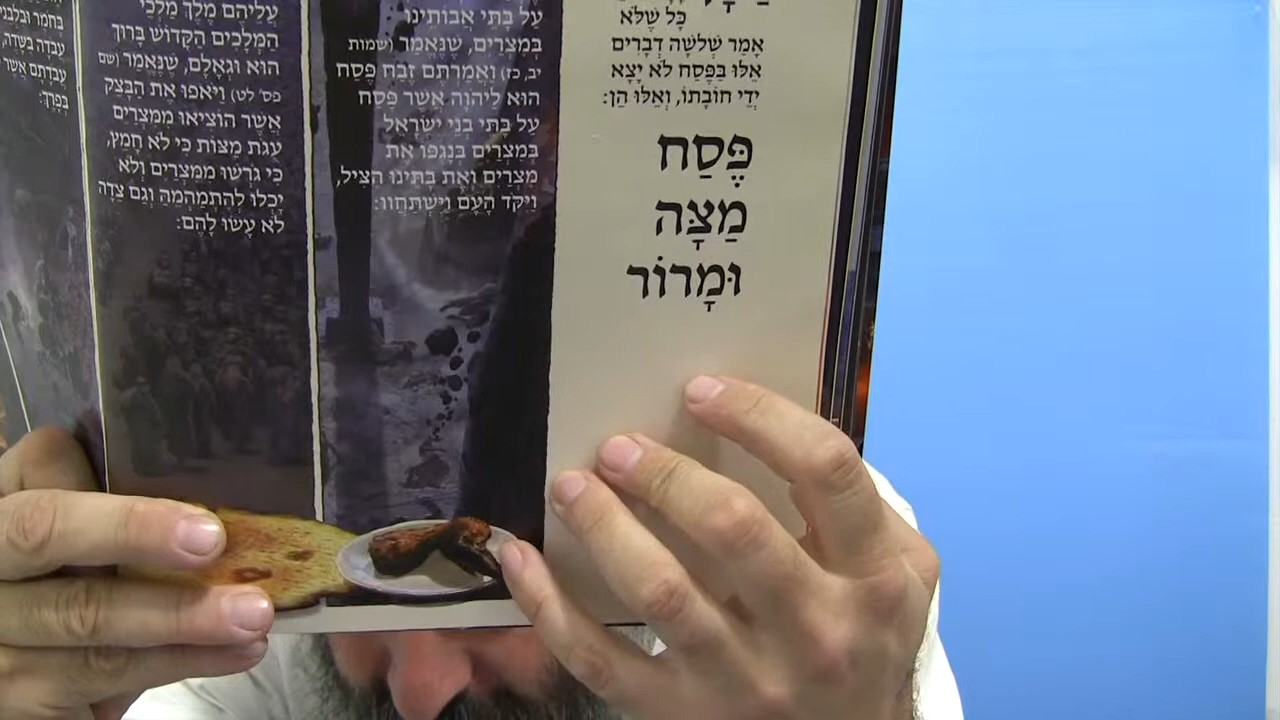 כָּל שֶׁלֹּא
אָמַר שְׁלֹשָׁה דְבָרִים
אֵלּוּ בַּפֶּסַח לֹא יָצָא
יְדֵי חוֹבָתוֹ, וְאֵלּוּ הֵן:
פֶּסַח
מַצָּה
וּמָרוֹר
עַל בָּתֵּי אֲבוֹתֵינוּ
בְּמִצְרַיִם, שֶׁנֶּאֱמַר (שמות
יב, כז) וַאֲמַרְתֶּם זֶבַח פֶּסַח
הוּא לַיהוָה אֲשֶׁר פָּסַח
עַל בָּתֵּי בְנֵי יִשְׂרָאֵל
בְּמִצְרַיִם בְּנָגְפּוֹ אֶת
מִצְרַיִם וְאֶת בָּתֵּינוּ הִצִּיל,
וַיִּקֹּד הָעָם וַיִּשְׁתַּחֲווּ:
עֲלֵיהֶם מֶלֶךְ מַלְכֵי
הַמְּלָכִים הַקָּדוֹשׁ בָּרוּךְ
הוּא וּגְאָלָם, שֶׁנֶּאֱמַר (שם
פס' לט) וַיֹּאפוּ אֶת הַבָּצֵק
אֲשֶׁר הוֹצִיאוּ מִמִּצְרַיִם
עֻגֹת מַצּוֹת כִּי לֹא חָמֵץ,
כִּי גֹרְשׁוּ מִמִּצְרַיִם וְלֹא
יָכְלוּ לְהִתְמַהְמֵהַּ וְגַם צֵדָה
לֹא עָשׂוּ לָהֶם:
בְּחֹמֶר וּבִלְבֵנִי
עֲבֹדָה בַּשָּׂדֶה,
עֲבֹדָתָם אֲשֶׁר
בְּפָרֶךְ: